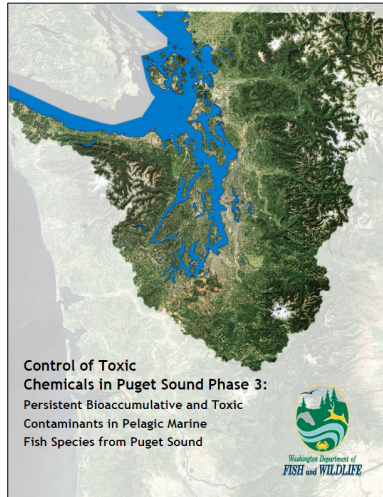 Control of Toxic
Chemicals in Puget Sound Phase 3:
Persistent Bioaccumulative and Toxic
Contaminants in Pelagic Marine
Fish Species from Puget Sound
Washington Department of
FISH and WILDLIFE